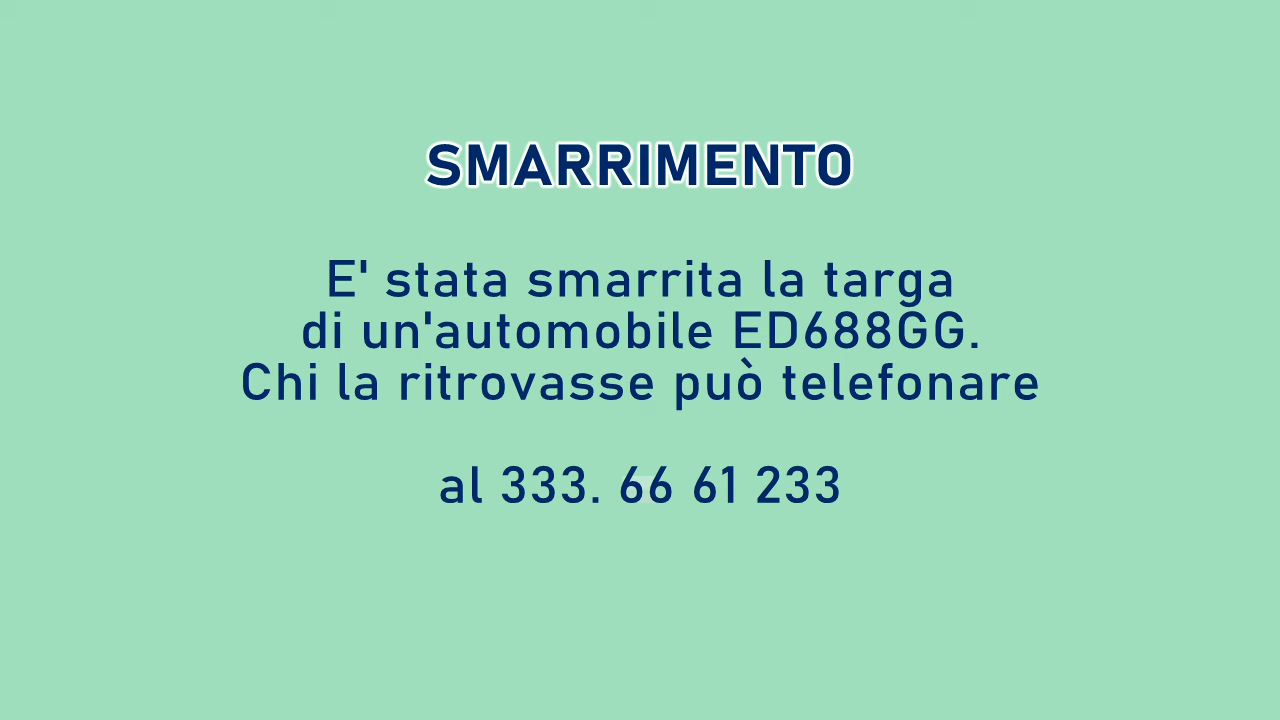 SMARRIMENTO
E' stata smarrita la targa
di un'automobile ED688GG.
Chi la ritrovasse può telefonare
al 333. 66 61 233